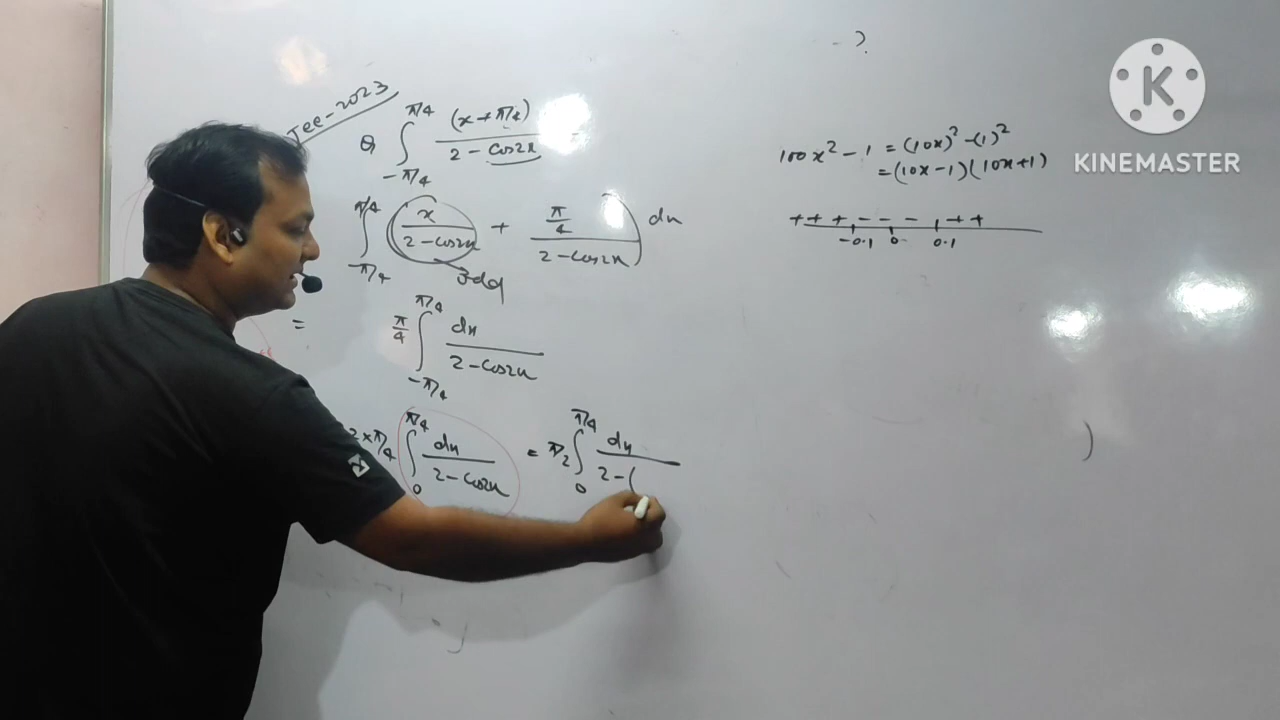 - ?
Jee-2023
Q ∫_{-π/4}^{π/4} (x+π/4)/(2 - cos2x)
∫_{-π/4}^{π/4} (x/(2 - cos2x) + (π/4)/(2 - cos2x)) dx
odd
= π/4 ∫_{-π/4}^{π/4} dx/(2 - cos2x)
2×π/4 ∫_{0}^{π/4} dx/(2 - cos2x) = π/2 ∫_{0}^{π/4} dx/(2 - (
100x² - 1 = (10x)² - (1)²
= (10x - 1)(10x + 1)
+ + + - - - + +
-0.1 0 0.1
)
K
KINEMASTER